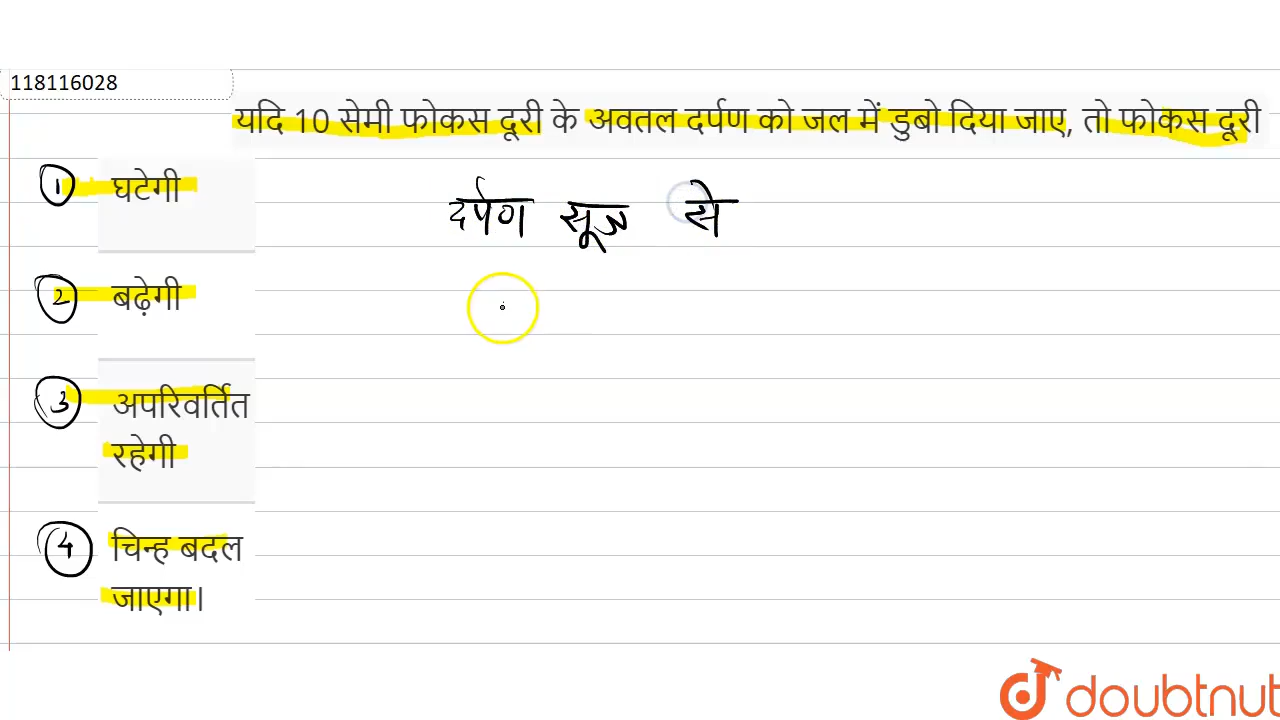 118116028
यदि 10 सेमी फोकस दूरी के अवतल दर्पण को जल में डुबो दिया जाए, तो फोकस दूरी
1 घटेगी
दर्पण सूत्र से
2 बढ़ेगी
3 अपरिवर्तित
रहेगी
4 चिन्ह बदल
जाएगा।
doubtnut